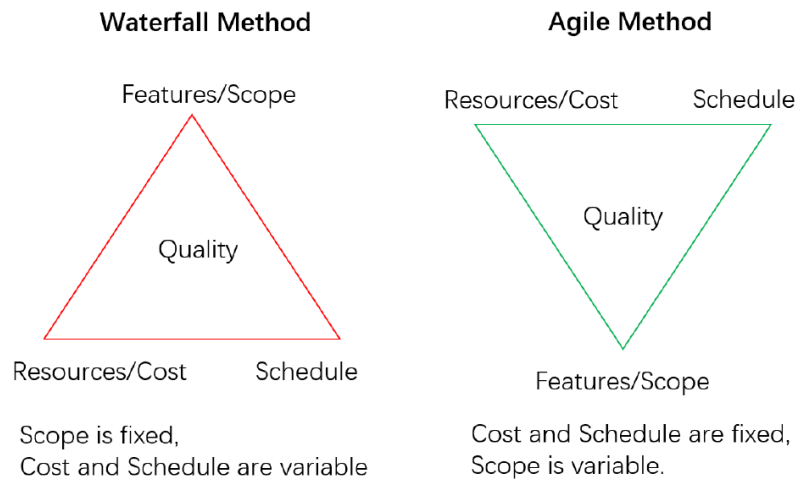 Waterfall Method
Features/Scope
Quality
Resources/Cost
Schedule
Scope is fixed,
Cost and Schedule are variable
Agile Method
Resources/Cost
Schedule
Quality
Features/Scope
Cost and Schedule are fixed,
Scope is variable.